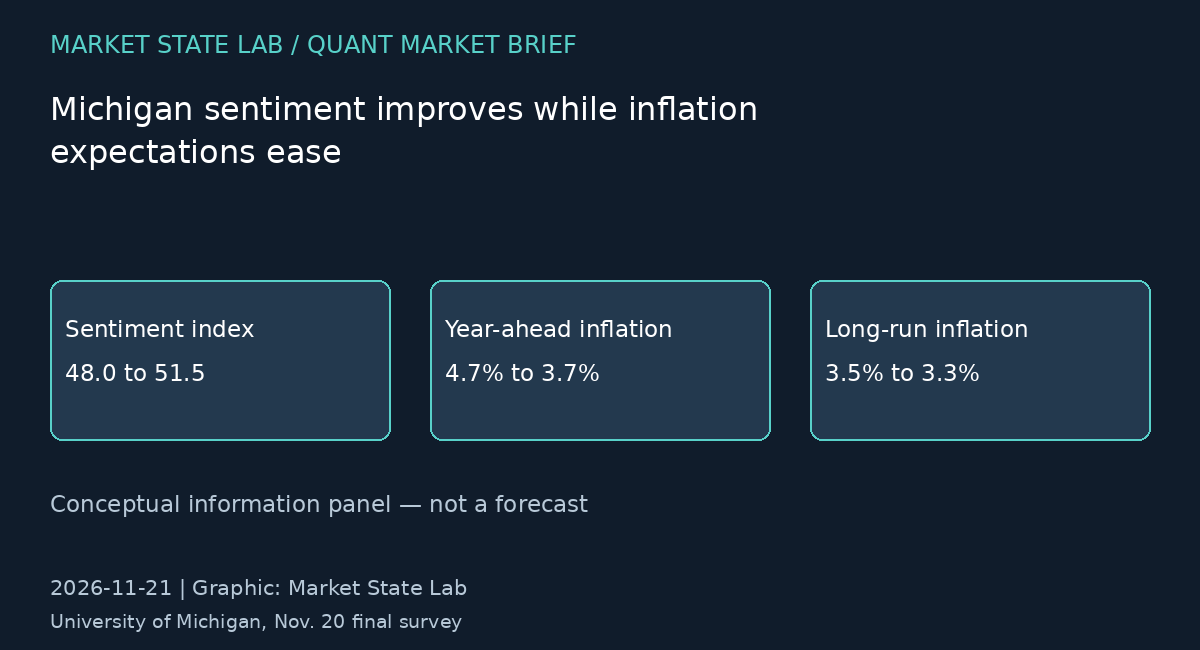 MARKET STATE LAB / QUANT MARKET BRIEF
Michigan sentiment improves while inflation
expectations ease
Sentiment index
48.0 to 51.5
Year-ahead inflation
4.7% to 3.7%
Long-run inflation
3.5% to 3.3%
Conceptual information panel — not a forecast
2026-11-21 | Graphic: Market State Lab
University of Michigan, Nov. 20 final survey